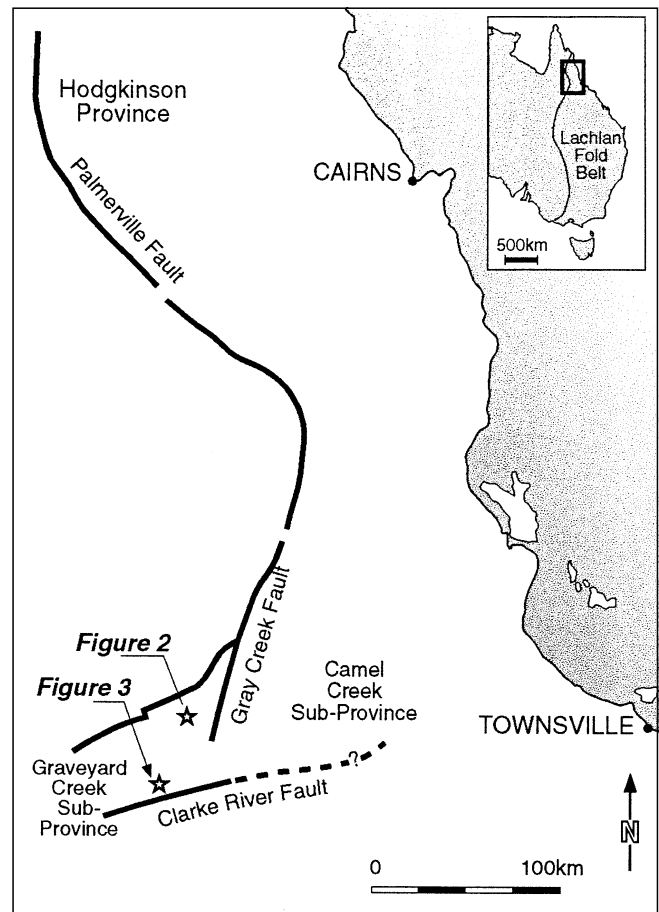 Hodgkinson
Province
Palmerville Fault
CAIRNS
Lachlan
Fold
Belt
500km
Figure 2
Gray Creek Fault
Figure 3
Camel
Creek
Sub-Province
TOWNSVILLE
Graveyard
Creek
Sub-
Province
?
Clarke River Fault
N
0
100km